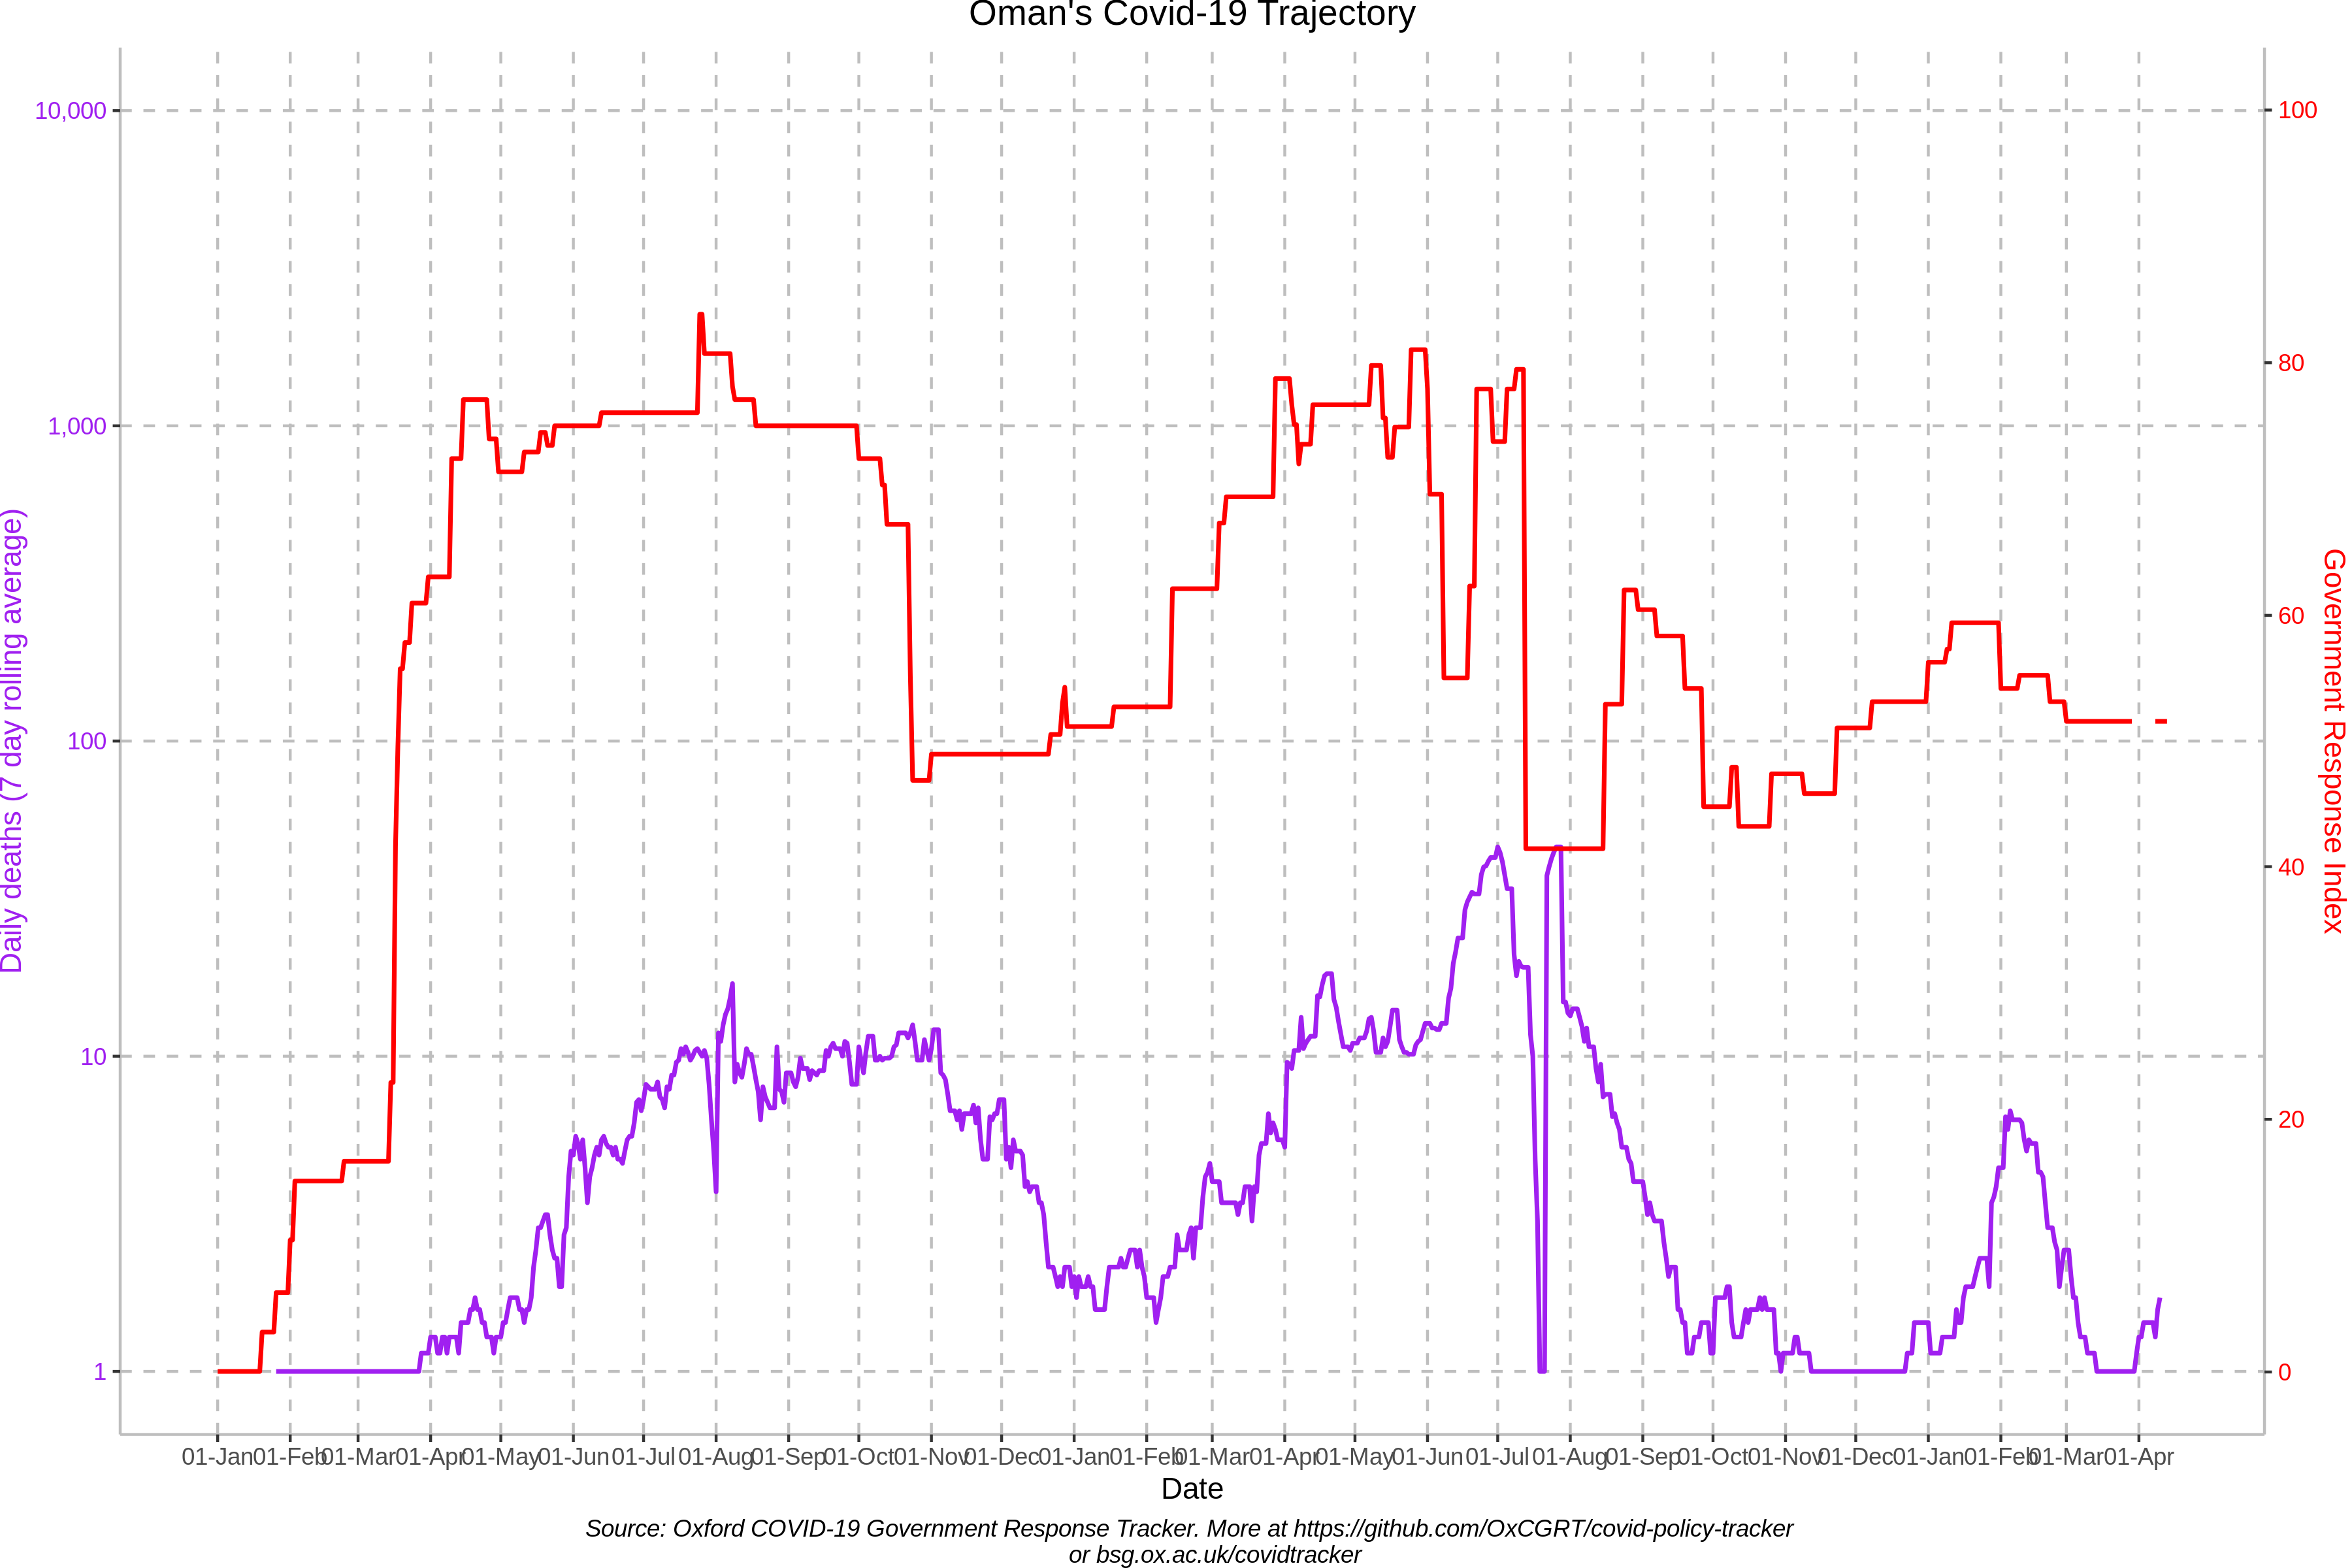 Oman's Covid-19 Trajectory
Daily deaths (7 day rolling average)
10,000
1,000
100
10
1
100
80
60
40
20
0
Government Response Index
01-Jan 01-Feb 01-Mar 01-Apr 01-May 01-Jun 01-Jul 01-Aug 01-Sep 01-Oct 01-Nov 01-Dec 01-Jan 01-Feb 01-Mar 01-Apr 01-May 01-Jun 01-Jul 01-Aug 01-Sep 01-Oct 01-Nov 01-Dec 01-Jan 01-Feb 01-Mar 01-Apr
Date
Source: Oxford COVID-19 Government Response Tracker. More at https://github.com/OxCGRT/covid-policy-tracker
or bsg.ox.ac.uk/covidtracker